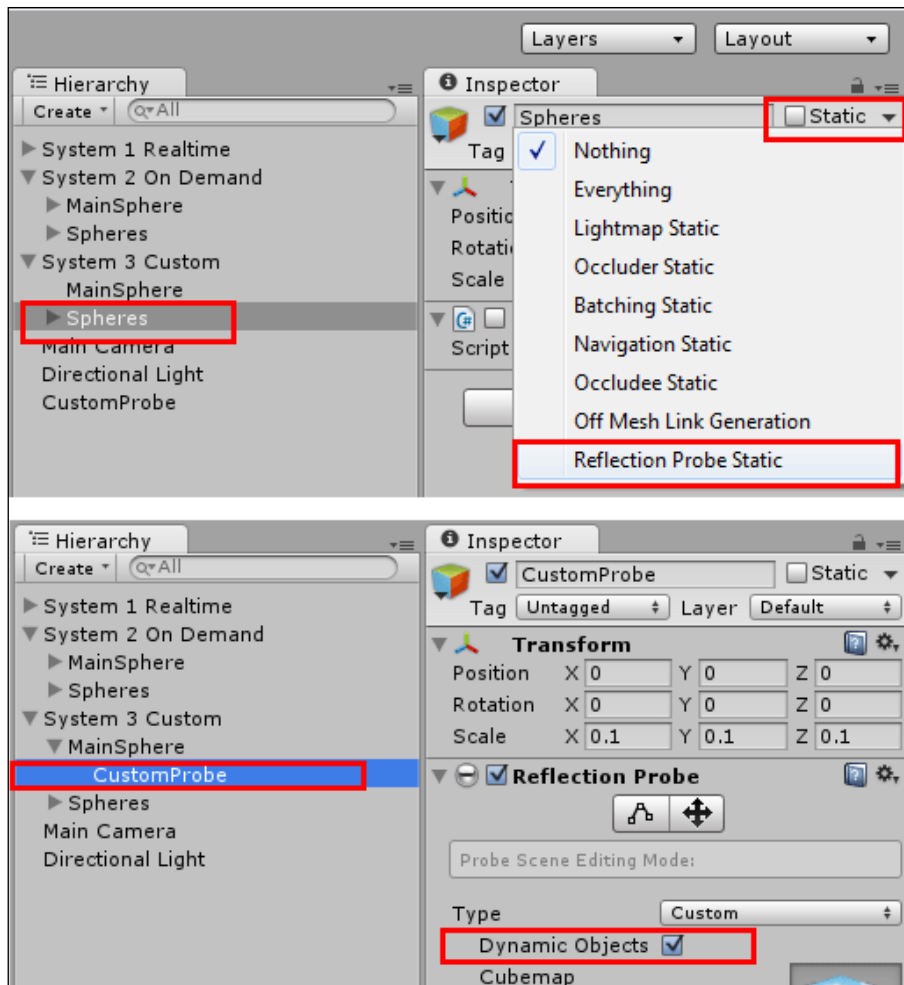 Layers Layout
Hierarchy
Create All
System 1 Realtime
System 2 On Demand
MainSphere
Spheres
System 3 Custom
MainSphere
Spheres
Main Camera
Directional Light
CustomProbe
Inspector
Spheres Static
Tag
Nothing
Everything
Lightmap Static
Occluder Static
Batching Static
Navigation Static
Occludee Static
Off Mesh Link Generation
Reflection Probe Static
Scale
Script
Hierarchy
Create All
System 1 Realtime
System 2 On Demand
MainSphere
Spheres
System 3 Custom
MainSphere
CustomProbe
Spheres
Main Camera
Directional Light
Inspector
CustomProbe Static
Tag Untagged Layer Default
Transform
Position X 0 Y 0 Z 0
Rotation X 0 Y 0 Z 0
Scale X 0.1 Y 0.1 Z 0.1
Reflection Probe
Probe Scene Editing Mode:
Type Custom
Dynamic Objects
Cubemap